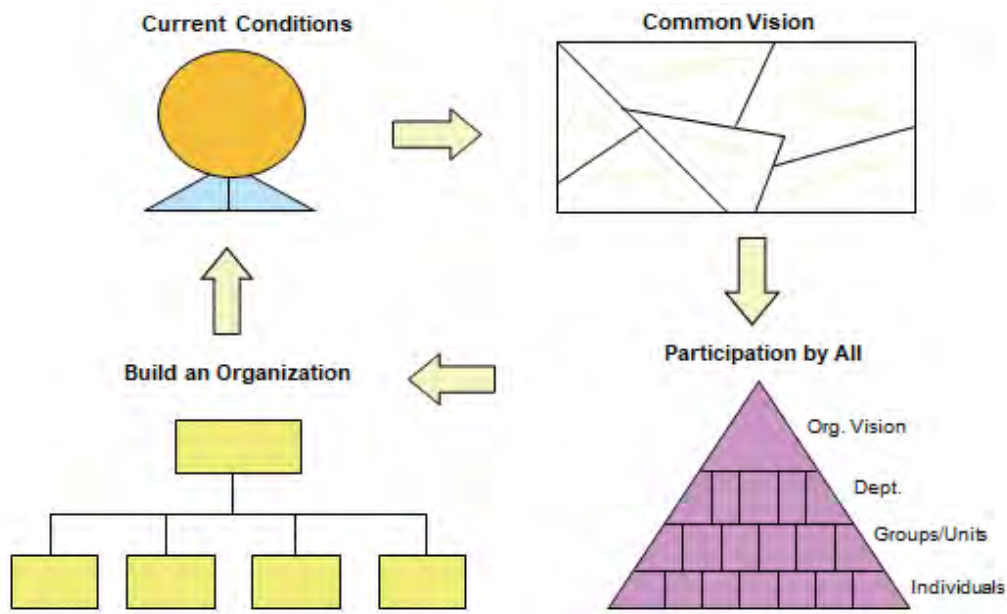 Current Conditions
Common Vision
Build an Organization
Participation by All
Org. Vision
Dept.
Groups/Units
Individuals